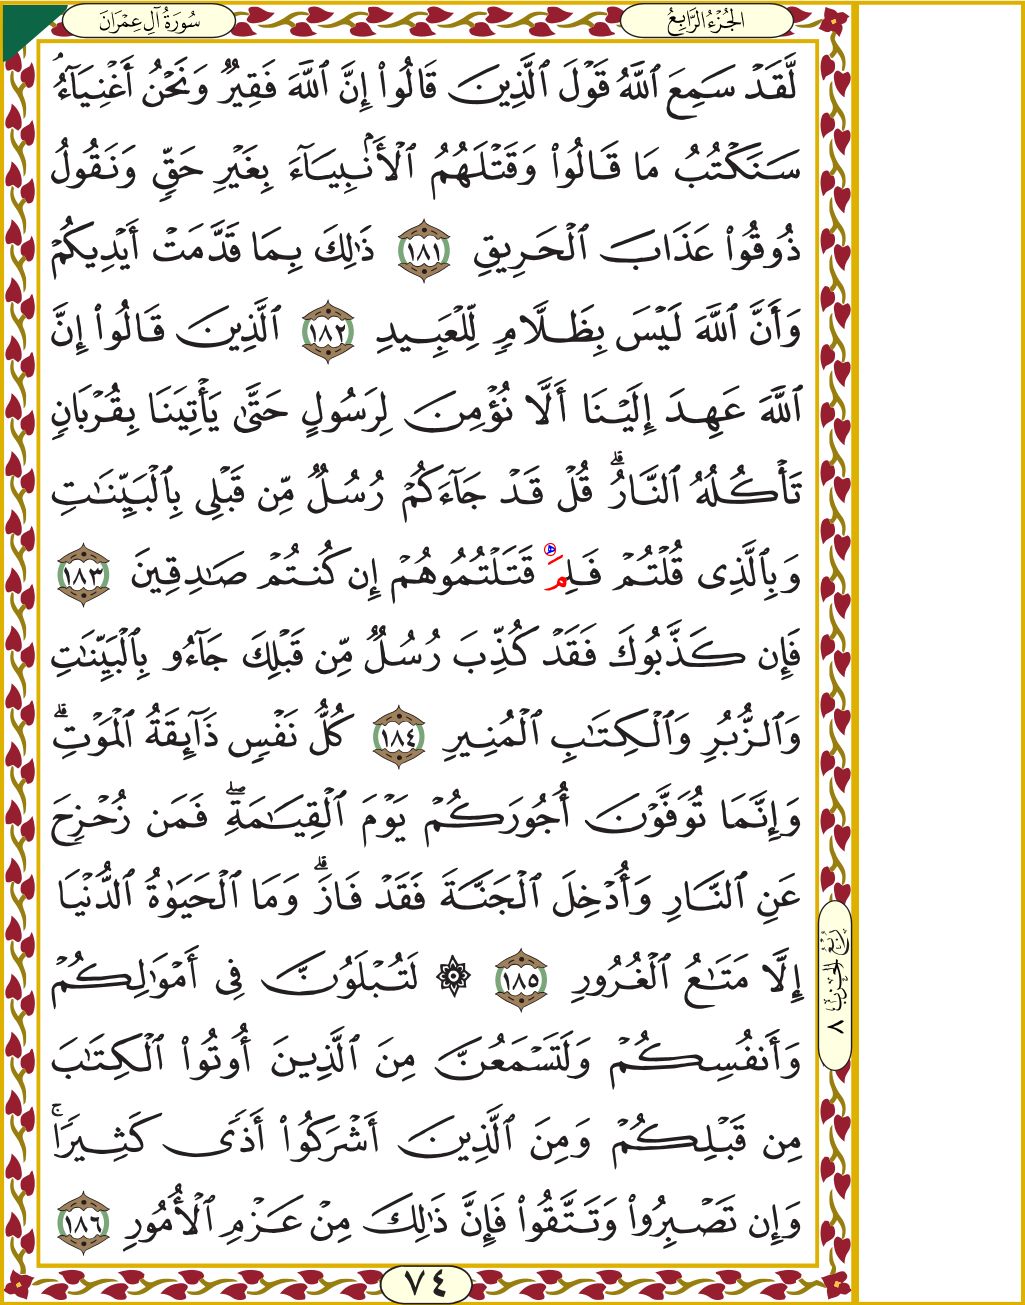 سُورَةُ آلِ عِمْرَانَ
الجُزْءُ الرَّابِعُ
لَّقَدۡ سَمِعَ ٱللَّهُ قَوۡلَ ٱلَّذِينَ قَالُوٓاْ إِنَّ ٱللَّهَ فَقِيرٞ وَنَحۡنُ أَغۡنِيَآءُۘ
سَنَكۡتُبُ مَا قَالُواْ وَقَتۡلَهُمُ ٱلۡأَنۢبِيَآءَ بِغَيۡرِ حَقّٖ وَنَقُولُ
ذُوقُواْ عَذَابَ ٱلۡحَرِيقِ ١٨١ ذَٰلِكَ بِمَا قَدَّمَتۡ أَيۡدِيكُمۡ
وَأَنَّ ٱللَّهَ لَيۡسَ بِظَلَّامٖ لِّلۡعَبِيدِ ١٨٢ ٱلَّذِينَ قَالُوٓاْ إِنَّ
ٱللَّهَ عَهِدَ إِلَيۡنَآ أَلَّا نُؤۡمِنَ لِرَسُولٍ حَتَّىٰ يَأۡتِيَنَا بِقُرۡبَانٖ
تَأۡكُلُهُ ٱلنَّارُۗ قُلۡ قَدۡ جَآءَكُمۡ رُسُلٞ مِّن قَبۡلِي بِٱلۡبَيِّنَٰتِ
وَبِٱلَّذِي قُلۡتُمۡ فَلِمَ هـ قَتَلۡتُمُوهُمۡ إِن كُنتُمۡ صَٰدِقِينَ ١٨٣
فَإِن كَذَّبُوكَ فَقَدۡ كُذِّبَ رُسُلٞ مِّن قَبۡلِكَ جَآءُو بِٱلۡبَيِّنَٰتِ
وَٱلزُّبُرِ وَٱلۡكِتَٰبِ ٱلۡمُنِيرِ ١٨٤ كُلُّ نَفۡسٖ ذَآئِقَةُ ٱلۡمَوۡتِۗ
وَإِنَّمَا تُوَفَّوۡنَ أُجُورَكُمۡ يَوۡمَ ٱلۡقِيَٰمَةِۖ فَمَن زُحۡزِحَ
عَنِ ٱلنَّارِ وَأُدۡخِلَ ٱلۡجَنَّةَ فَقَدۡ فَازَۗ وَمَا ٱلۡحَيَوٰةُ ٱلدُّنۡيَآ
إِلَّا مَتَٰعُ ٱلۡغُرُورِ ١٨٥ ۞ لَتُبۡلَوُنَّ فِيٓ أَمۡوَٰلِكُمۡ
وَأَنفُسِكُمۡ وَلَتَسۡمَعُنَّ مِنَ ٱلَّذِينَ أُوتُواْ ٱلۡكِتَٰبَ
مِن قَبۡلِكُمۡ وَمِنَ ٱلَّذِينَ أَشۡرَكُوٓاْ أَذٗى كَثِيرٗاۚ
وَإِن تَصۡبِرُواْ وَتَتَّقُواْ فَإِنَّ ذَٰلِكَ مِنۡ عَزۡمِ ٱلۡأُمُورِ ١٨٦
رُبْعُ الحِزْبِ ٨
٧٤